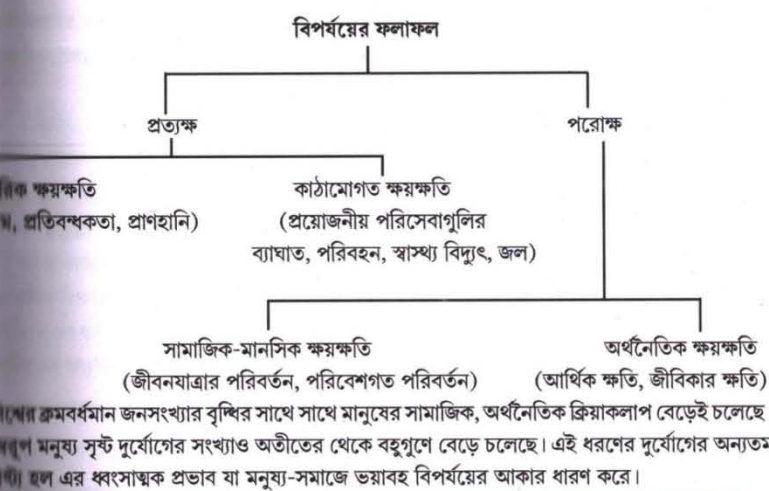 বিপর্যয়ের ফলাফল
প্রত্যক্ষ
পরোক্ষ
ক্ষয়ক্ষতি
কাঠামোগত ক্ষয়ক্ষতি
প্রতিবন্ধকতা, প্রাণহানি)
(প্রয়োজনীয় পরিসেবাগুলির
ব্যাঘাত, পরিবহন, স্বাস্থ্য বিদ্যুৎ, জল)
সামাজিক-মানসিক ক্ষয়ক্ষতি
অর্থনৈতিক ক্ষয়ক্ষতি
(জীবনযাত্রার পরিবর্তন, পরিবেশগত পরিবর্তন)
(আর্থিক ক্ষতি, জীবিকার ক্ষতি)
ক্রমবর্ধমান জনসংখ্যার বৃদ্ধির সাথে সাথে মানুষের সামাজিক, অর্থনৈতিক ক্রিয়াকলাপ বেড়েই চলেছে
মনুষ্য সৃষ্ট দুর্যোগের সংখ্যাও অতীতের থেকে বহুগুণে বেড়ে চলেছে। এই ধরণের দুর্যোগের অন্যতম
হল এর ধ্বংসাত্মক প্রভাব যা মনুষ্য-সমাজে ভয়াবহ বিপর্যয়ের আকার ধারণ করে।